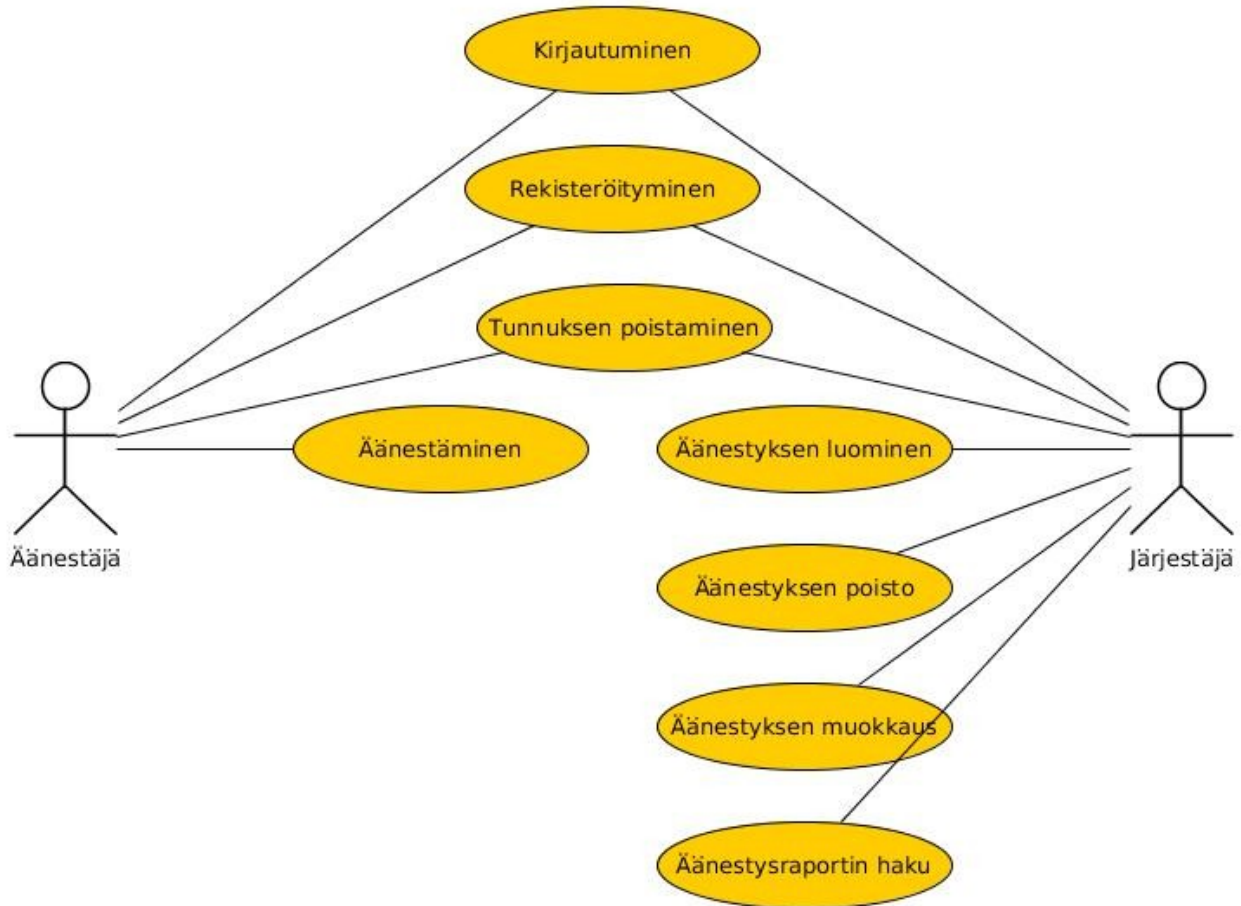 Kirjautuminen
Rekisteröityminen
Tunnuksen poistaminen
Äänestäminen
Äänestyksen luominen
Äänestäjä
Järjestäjä
Äänestyksen poisto
Äänestyksen muokkaus
Äänestysraportin haku